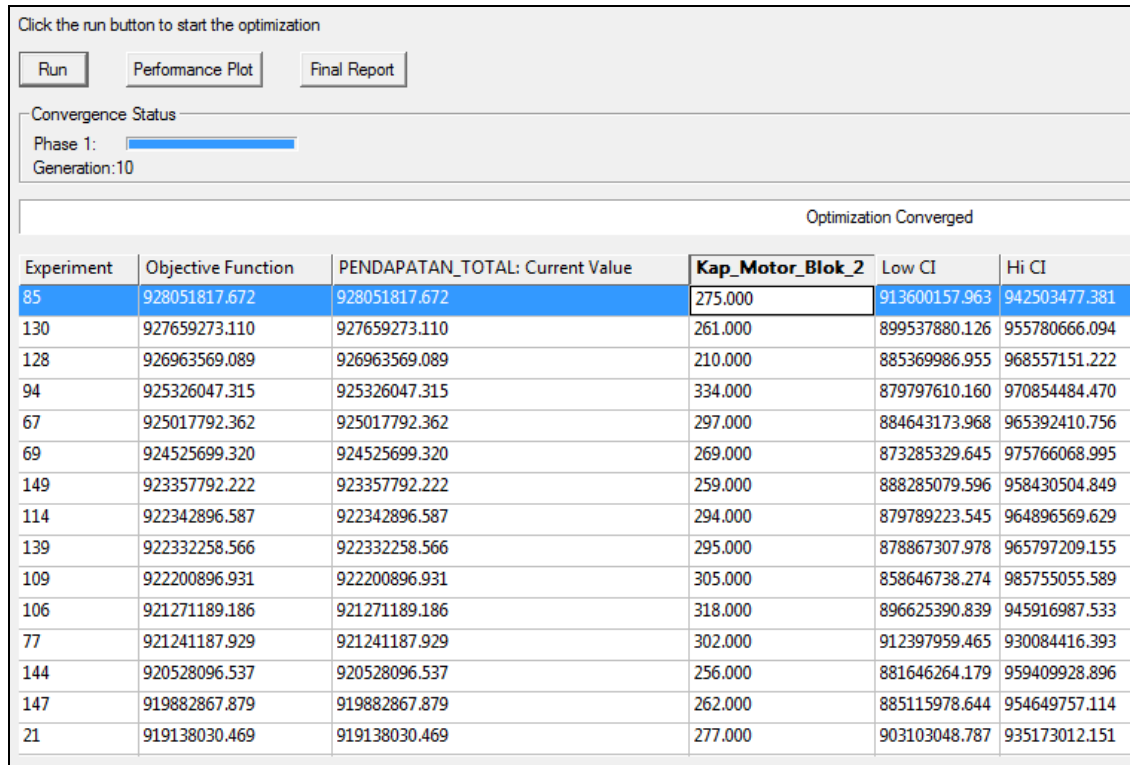 Click the run button to start the optimization
Run Performance Plot Final Report
Convergence Status
Phase 1:
Generation:10
Optimization Converged
Experiment Objective Function PENDAPATAN_TOTAL: Current Value Kap_Motor_Blok_2 Low CI Hi CI
85 928051817.672 928051817.672 275.000 913600157.963 942503477.381
130 927659273.110 927659273.110 261.000 899537880.126 955780666.094
128 926963569.089 926963569.089 210.000 885369986.955 968557151.222
94 925326047.315 925326047.315 334.000 879797610.160 970854484.470
67 925017792.362 925017792.362 297.000 884643173.968 965392410.756
69 924525699.320 924525699.320 269.000 873285329.645 975766068.995
149 923357792.222 923357792.222 259.000 888285079.596 958430504.849
114 922342896.587 922342896.587 294.000 879789223.545 964896569.629
139 922332258.566 922332258.566 295.000 878867307.978 965797209.155
109 922200896.931 922200896.931 305.000 858646738.274 985755055.589
106 921271189.186 921271189.186 318.000 896625390.839 945916987.533
77 921241187.929 921241187.929 302.000 912397959.465 930084416.393
144 920528096.537 920528096.537 256.000 881646264.179 959409928.896
147 919882867.879 919882867.879 262.000 885115978.644 954649757.114
21 919138030.469 919138030.469 277.000 903103048.787 935173012.151